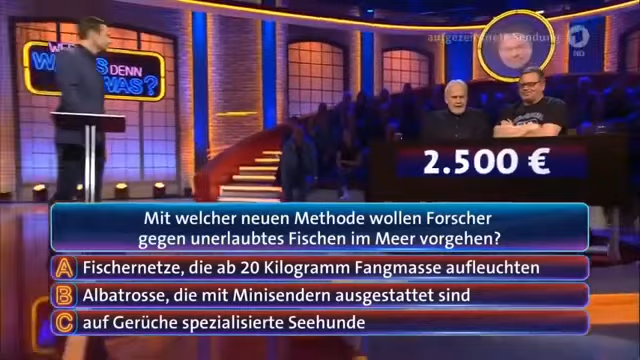 aufgezeichnete Sendung
WER
WEISS DENN
WAS?
2.500 €
Mit welcher neuen Methode wollen Forscher
gegen unerlaubtes Fischen im Meer vorgehen?
A Fischernetze, die ab 20 Kilogramm Fangmasse aufleuchten
B Albatrosse, die mit Minisendern ausgestattet sind
C auf Gerüche spezialisierte Seehunde